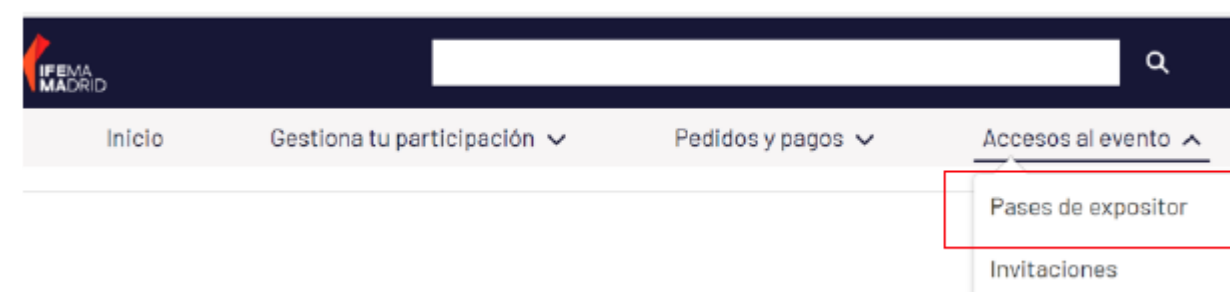 IFEMA
MADRID
Inicio Gestiona tu participación Pedidos y pagos Accesos al evento
Pases de expositor
Invitaciones